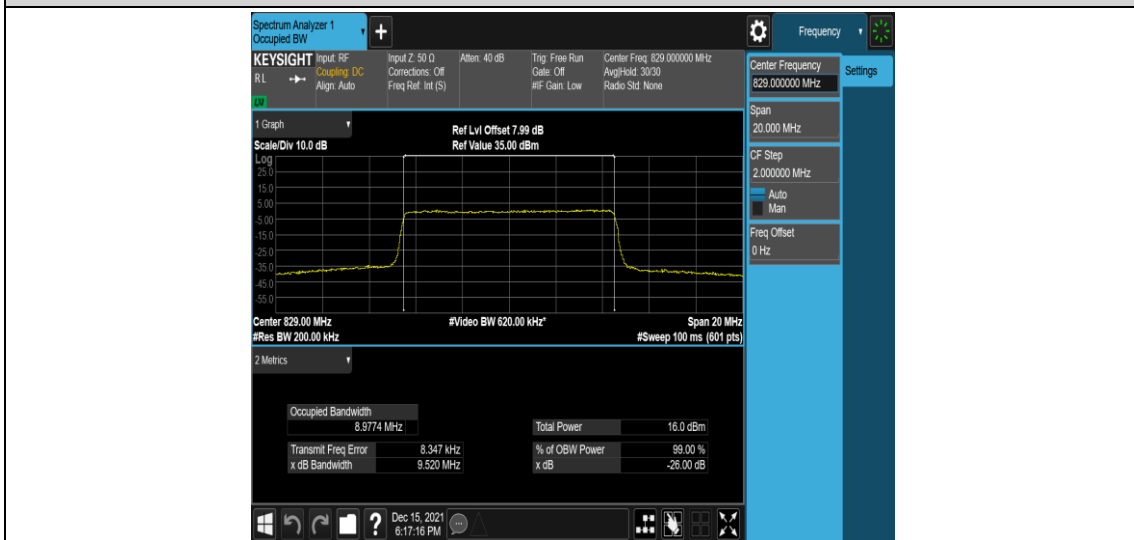 Spectrum Analyzer 1
Occupied BW
+
Frequency
KEYSIGHT
RL
Input: RF
Coupling: DC
Align: Auto
Input Z: 50 Ω
Corrections: Off
Freq Ref: Int (S)
Atten: 40 dB
Trig: Free Run
Gate: Off
#IF Gain: Low
Center Freq: 829.000000 MHz
Avg|Hold: 30/30
Radio Std: None
Center Frequency
829.000000 MHz
Settings
Span
20.000 MHz
CF Step
2.000000 MHz
Auto
Man
Freq Offset
0 Hz
1 Graph
Scale/Div 10.0 dB
Ref Lvl Offset 7.99 dB
Ref Value 35.00 dBm
Log
25.0
15.0
5.00
-5.00
-15.0
-25.0
-35.0
-45.0
-55.0
Center 829.00 MHz
#Video BW 620.00 kHz*
Span 20 MHz
#Res BW 200.00 kHz
#Sweep 100 ms (601 pts)
2 Metrics
Occupied Bandwidth
8.9774 MHz
Total Power 16.0 dBm
Transmit Freq Error 8.347 kHz
% of OBW Power 99.00 %
x dB Bandwidth 9.520 MHz
x dB -26.00 dB
?
Dec 15, 2021
6:17:16 PM